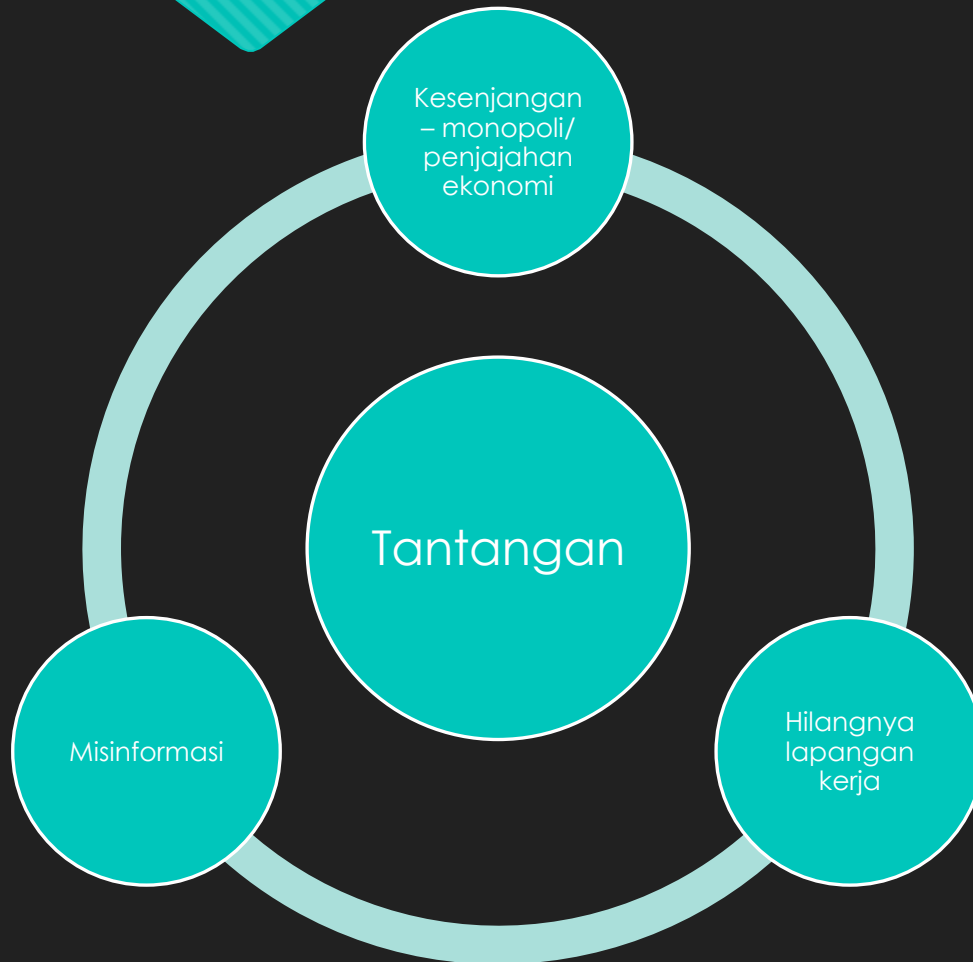 Kesenjangan
– monopoli/
penjajahan
ekonomi
Tantangan
Hilangnya
lapangan
kerja
Misinformasi